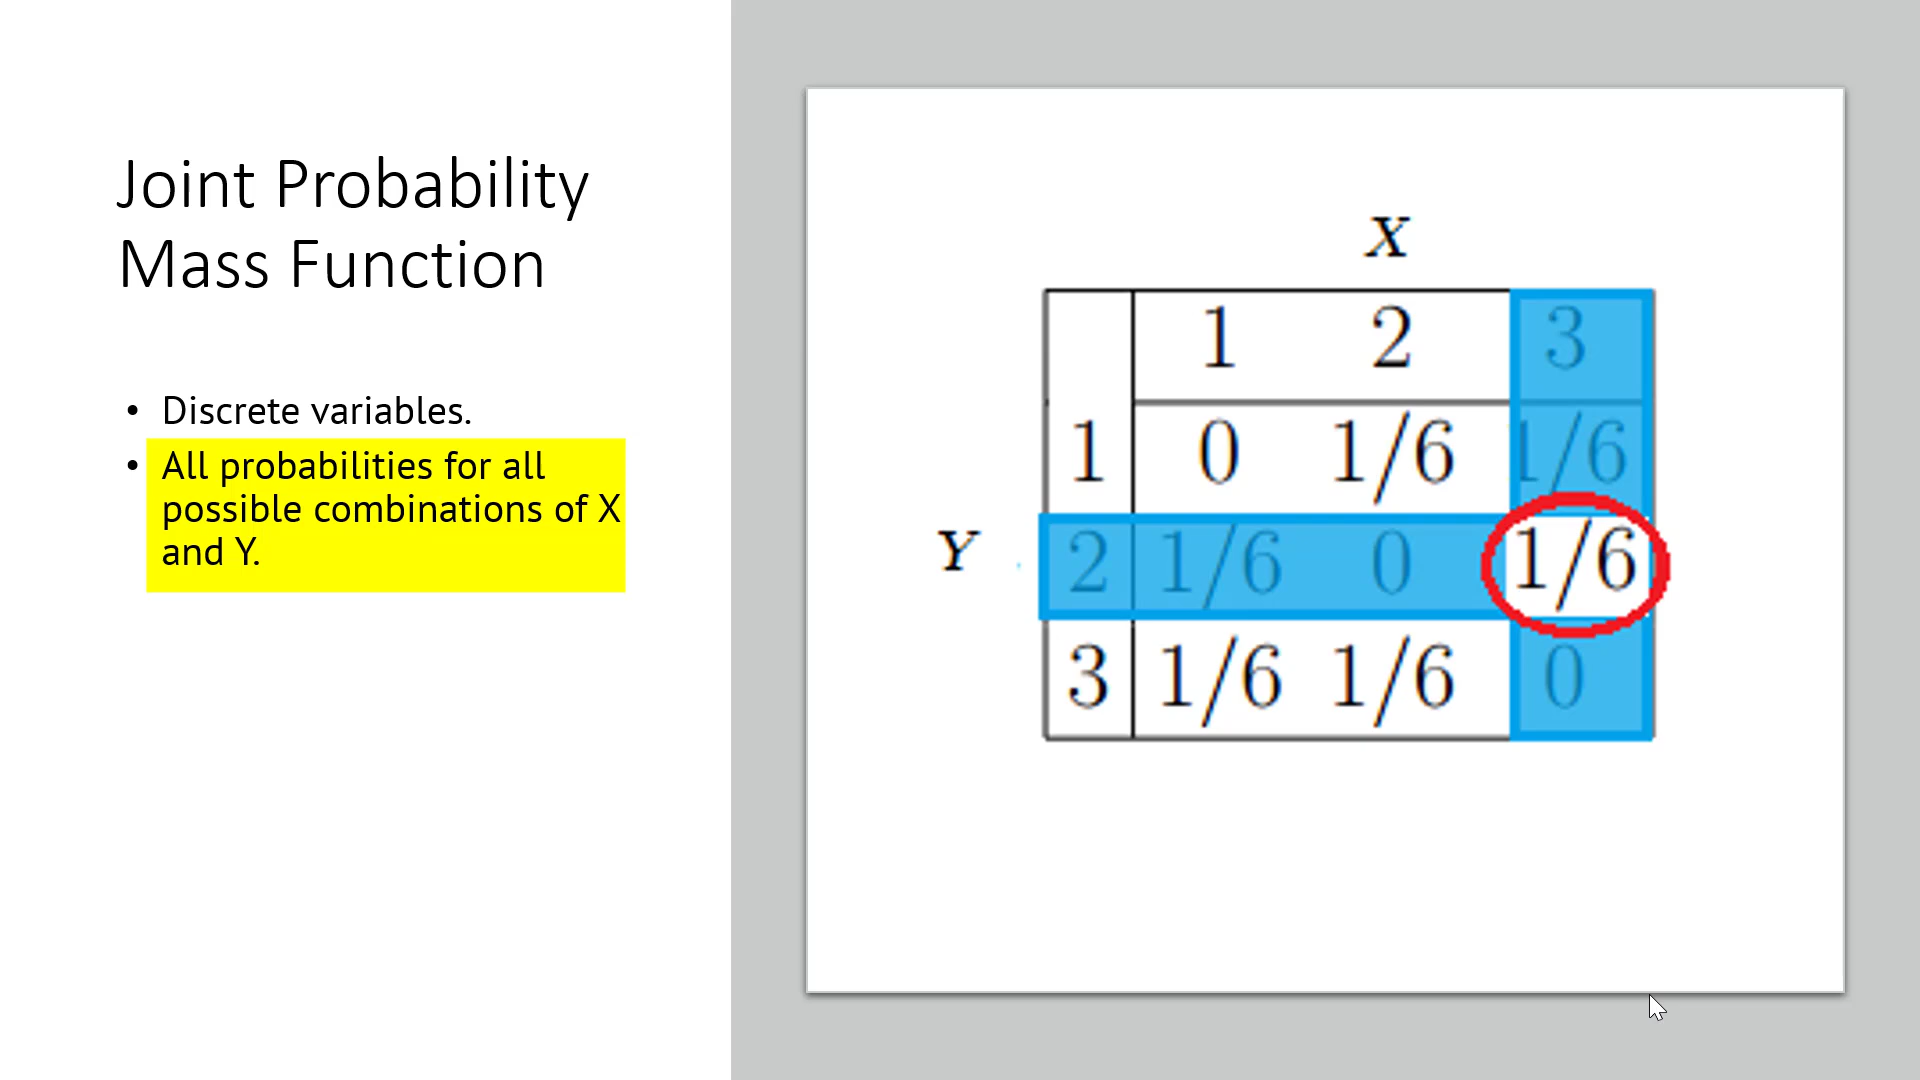 Joint Probability
Mass Function
• Discrete variables.
• All probabilities for all
possible combinations of X
and Y.
X
1 2 3
1 0 1/6 1/6
Y 2 1/6 0 1/6
3 1/6 1/6 0